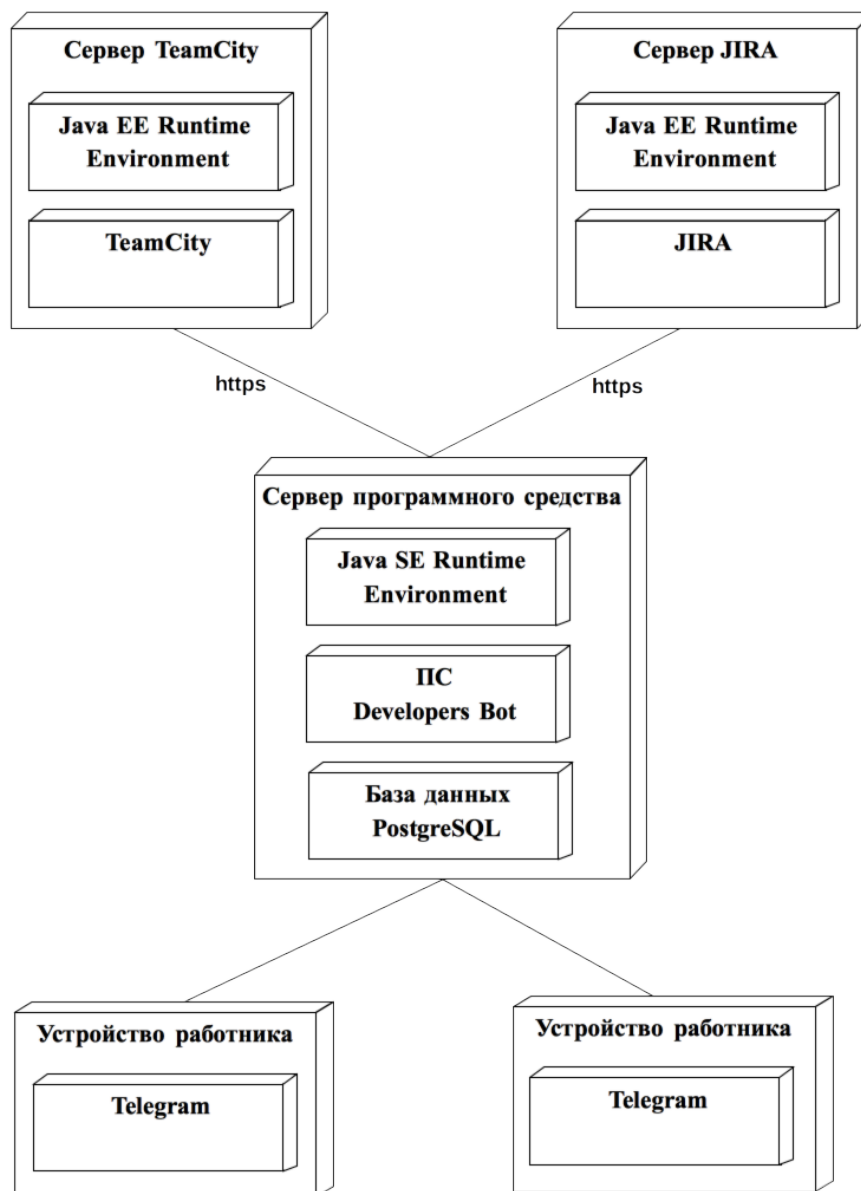 Сервер TeamCity
Java EE Runtime
Environment
TeamCity
Сервер JIRA
Java EE Runtime
Environment
JIRA
https
https
Сервер программного средства
Java SE Runtime
Environment
ПС
Developers Bot
База данных
PostgreSQL
Устройство работника
Telegram
Устройство работника
Telegram